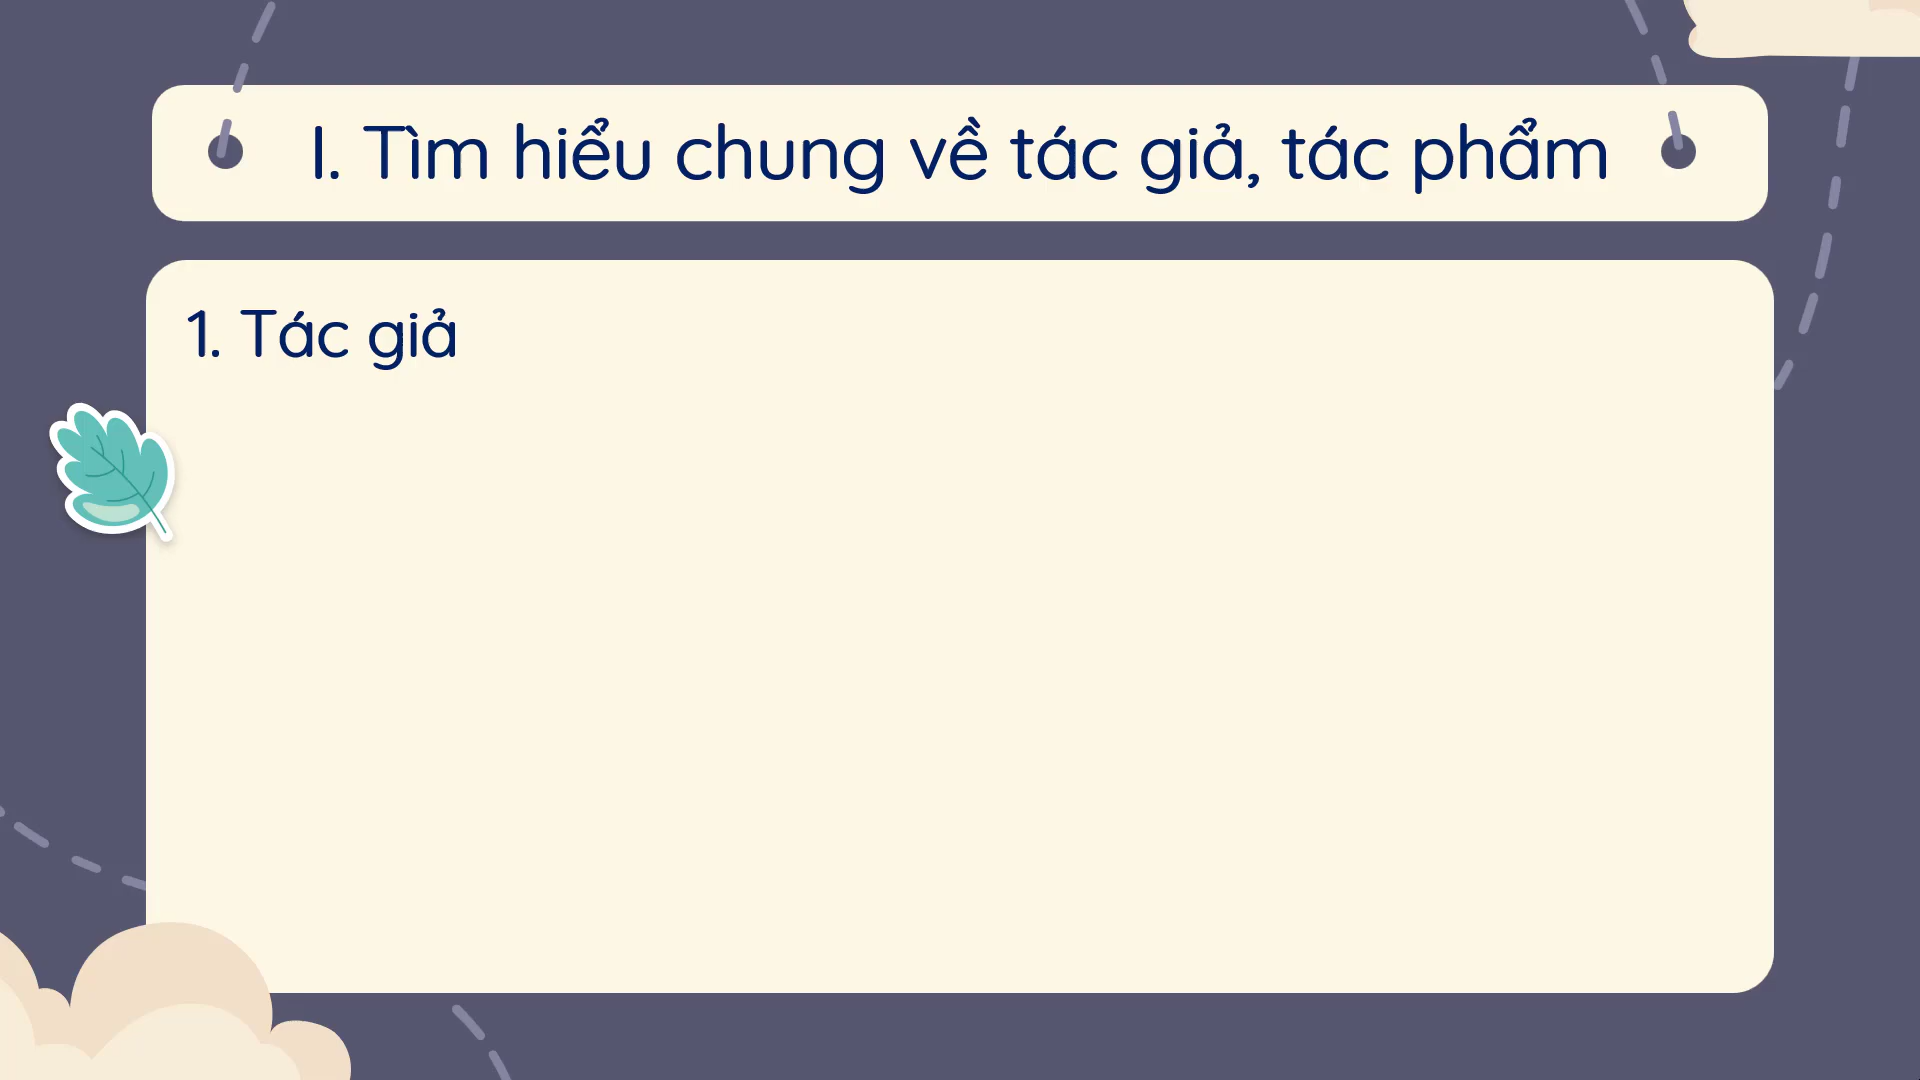 I. Tìm hiểu chung về tác giả, tác phẩm
1. Tác giả